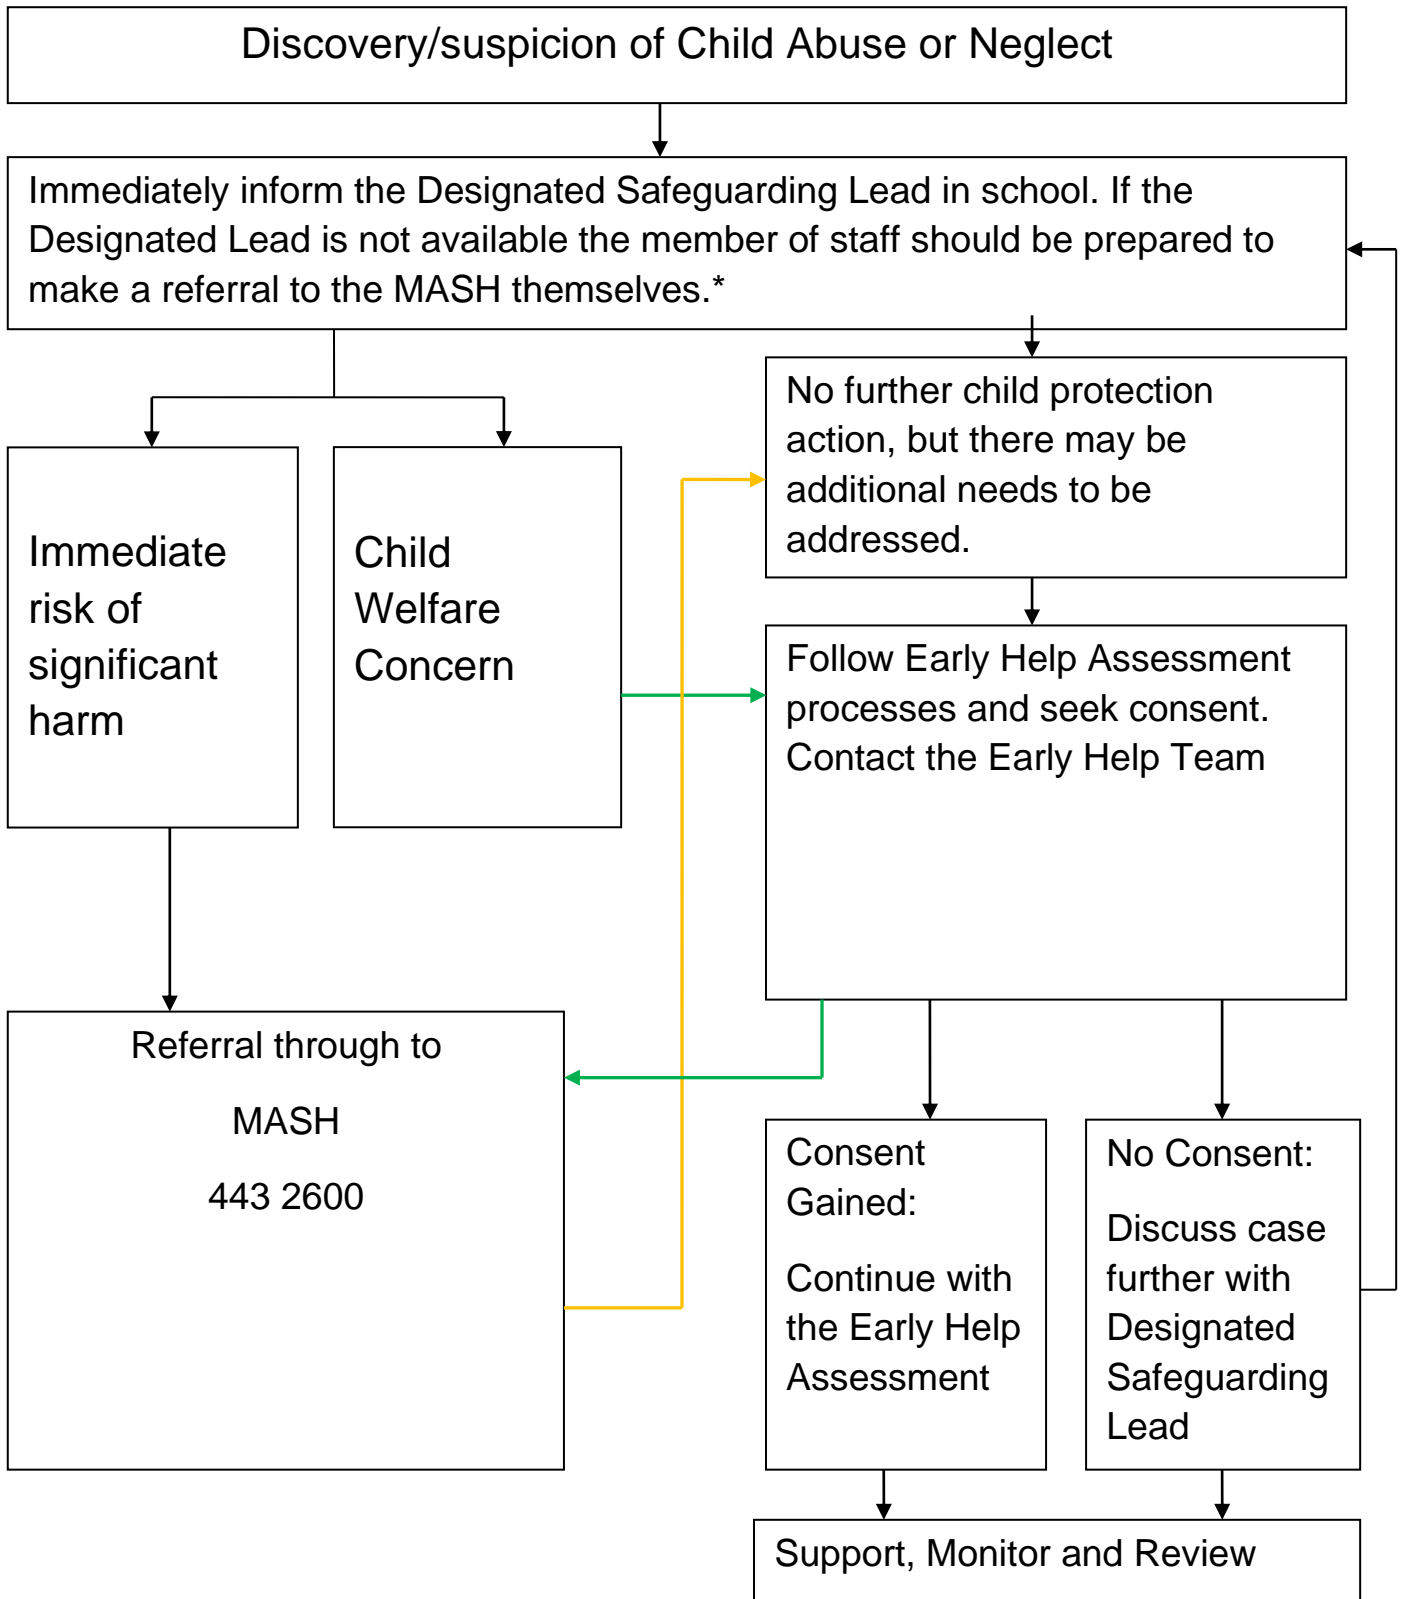 Discovery/suspicion of Child Abuse or Neglect
Immediately inform the Designated Safeguarding Lead in school. If the
Designated Lead is not available the member of staff should be prepared to
make a referral to the MASH themselves.*
No further child protection
action, but there may be
additional needs to be
addressed.
Immediate
risk of
significant
harm
Child
Welfare
Concern
Follow Early Help Assessment
processes and seek consent.
Contact the Early Help Team
Referral through to
MASH
443 2600
Consent
Gained:
Continue with
the Early Help
Assessment
No Consent:
Discuss case
further with
Designated
Safeguarding
Lead
Support, Monitor and Review